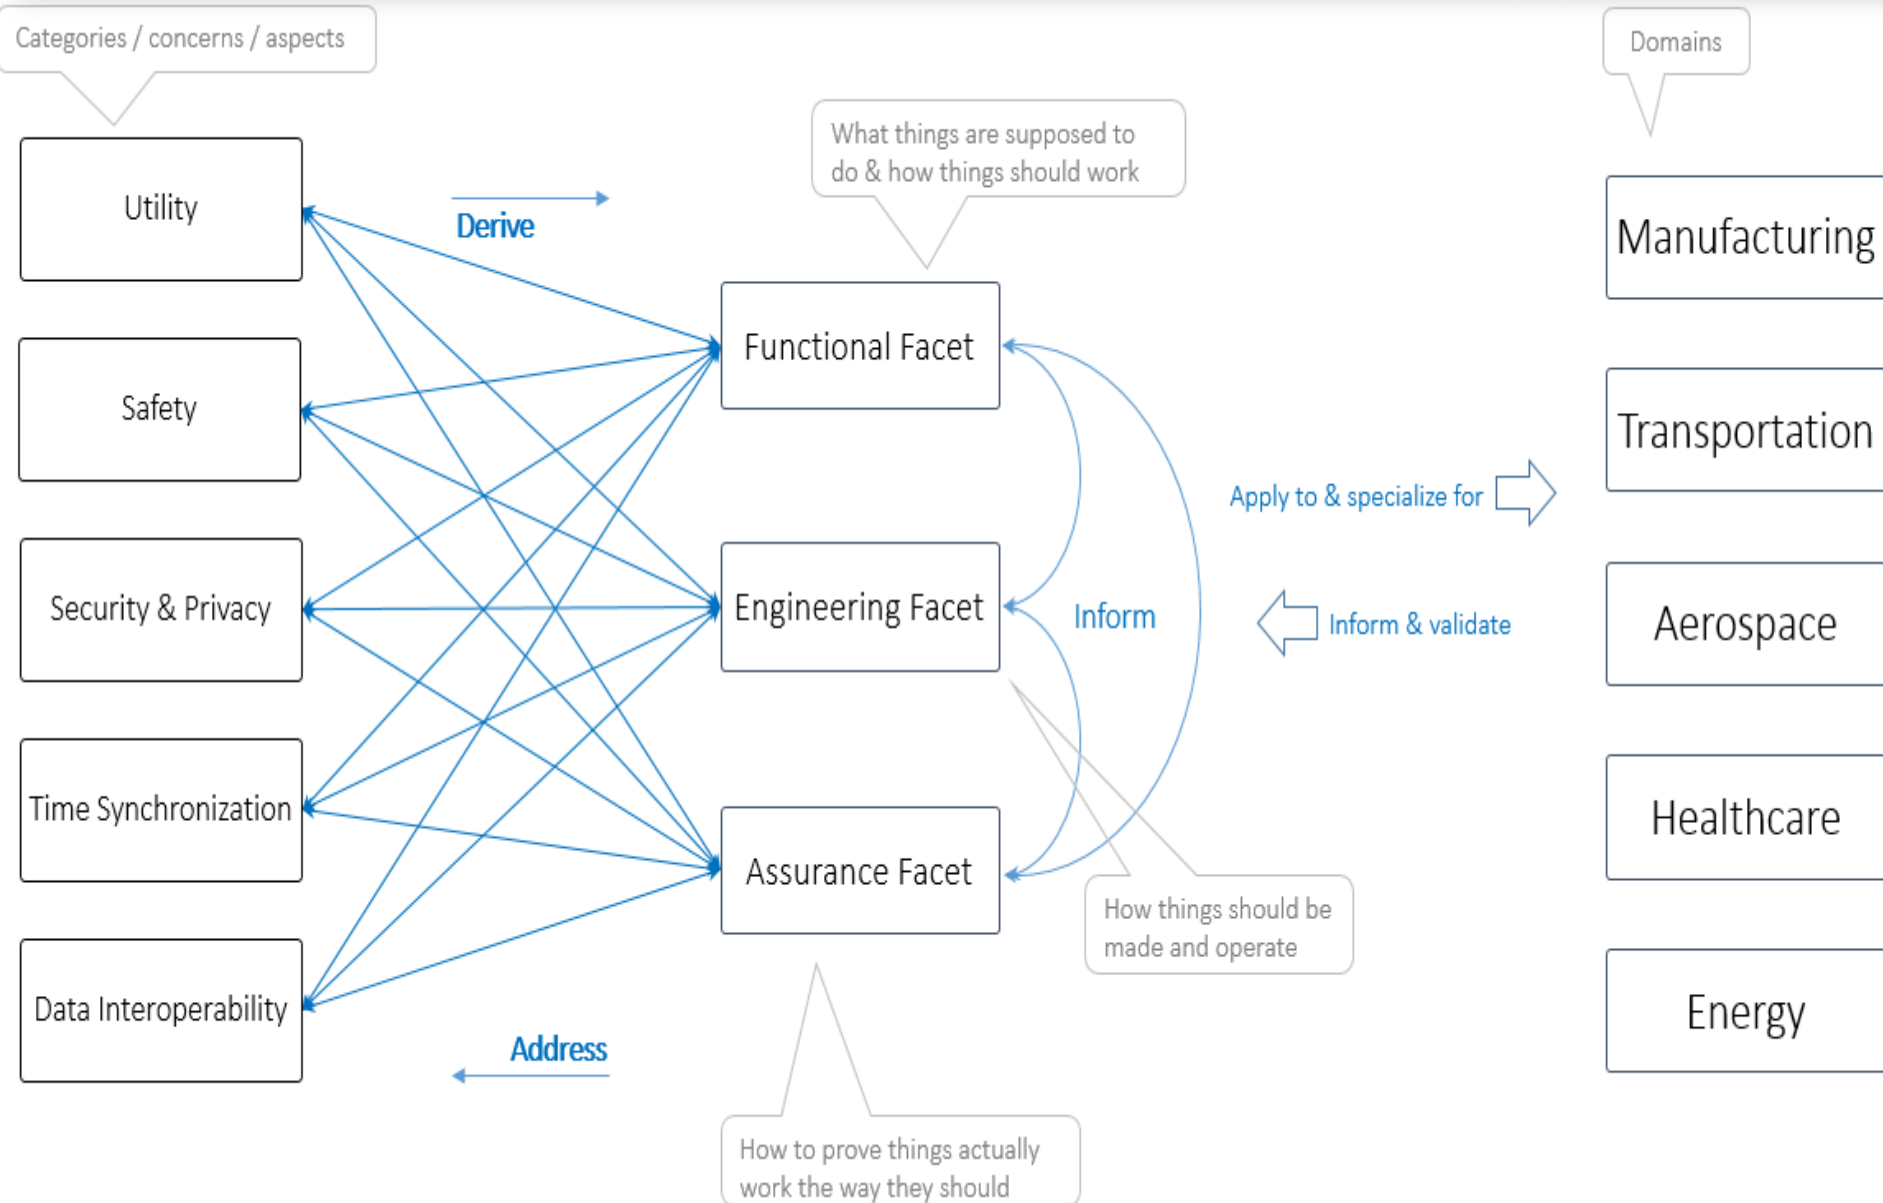 Categories / concerns / aspects
Domains
What things are supposed to
do & how things should work
Utility
Derive
Manufacturing
Functional Facet
Safety
Transportation
Apply to & specialize for
Security & Privacy
Engineering Facet
Inform
Inform & validate
Aerospace
Time Synchronization
Assurance Facet
Healthcare
How things should be
made and operate
Data Interoperability
Address
Energy
How to prove things actually
work the way they should